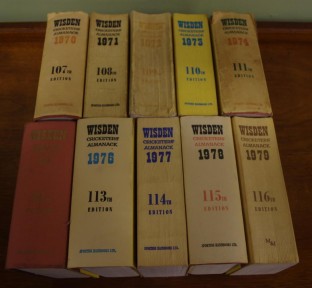 WISDEN
CRICKETERS'
ALMANACK
1970
107TH
EDITION
WISDEN
CRICKETERS'
ALMANACK
1971
108TH
EDITION
WISDEN
CRICKETERS'
ALMANACK
1973
110TH
EDITION
WISDEN
CRICKETERS'
ALMANACK
1974
111TH
EDITION
WISDEN
CRICKETERS'
ALMANACK
1976
113TH
EDITION
WISDEN
CRICKETERS'
ALMANACK
1977
114TH
EDITION
WISDEN
CRICKETERS'
ALMANACK
1978
115TH
EDITION
WISDEN
CRICKETERS'
ALMANACK
1979
116TH
EDITION